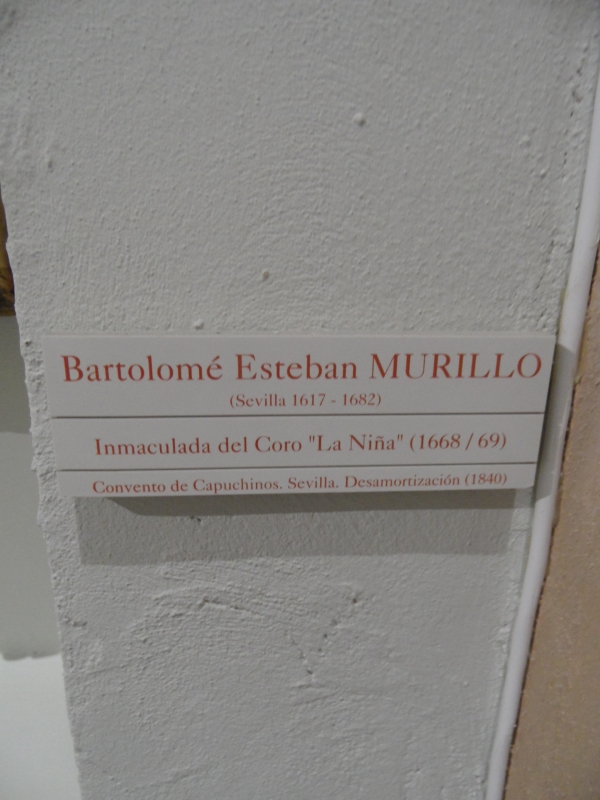 Bartolomé Esteban MURILLO
(Sevilla 1617 - 1682)
Inmaculada del Coro "La Niña" (1668 / 69)
Convento de Capuchinos. Sevilla. Desamortización (1840)